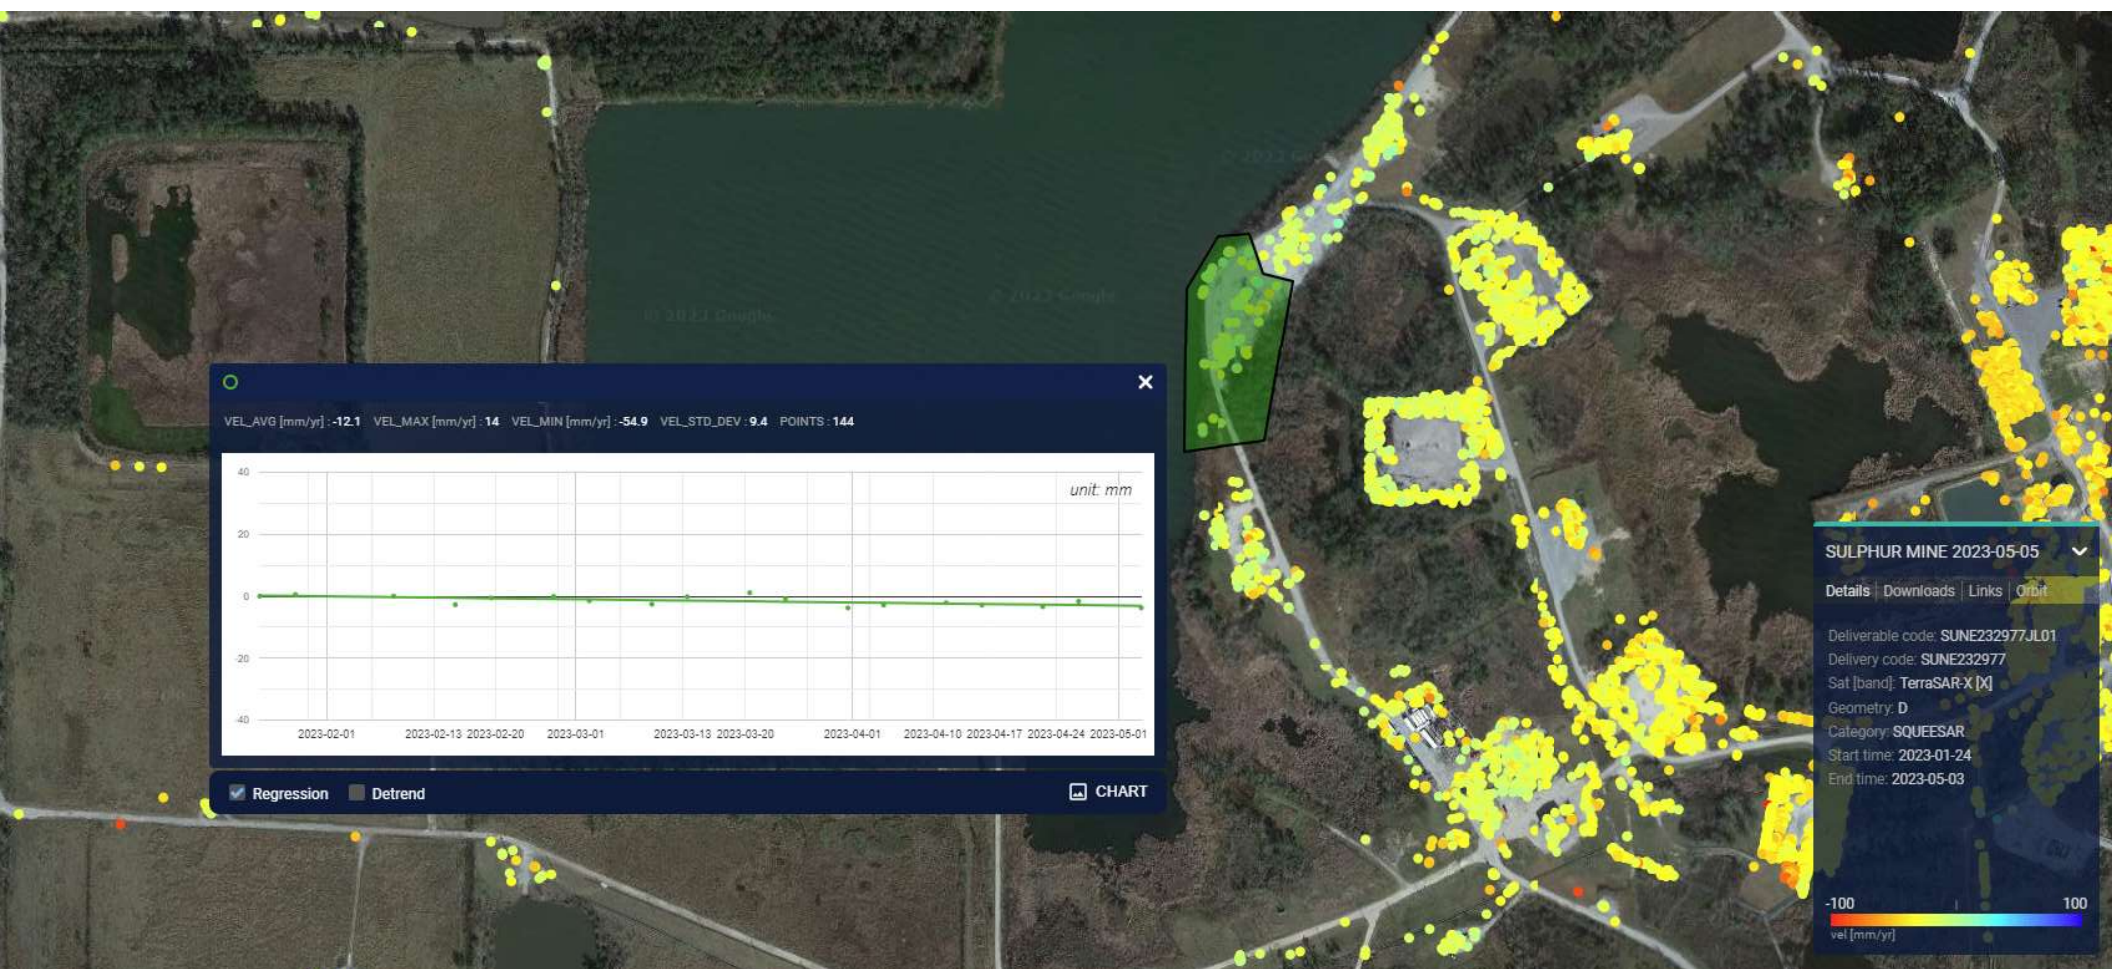 © 2022 Google
© 2022 Google
VEL_AVG [mm/yr] : -12.1 VEL_MAX [mm/yr] : 14 VEL_MIN [mm/yr] : -54.9 VEL_STD_DEV : 9.4 POINTS : 144
unit: mm
40
20
0
-20
-40
2023-02-01 2023-02-13 2023-02-20 2023-03-01 2023-03-13 2023-03-20 2023-04-01 2023-04-10 2023-04-17 2023-04-24 2023-05-01
Regression Detrend CHART
SULPHUR MINE 2023-05-05
Details Downloads Links Orbit
Deliverable code: SUNE232977JL01
Delivery code: SUNE232977
Sat [band]: TerraSAR-X [X]
Geometry: D
Category: SQUEESAR
Start time: 2023-01-24
End time: 2023-05-03
-100 100
vel [mm/yr]